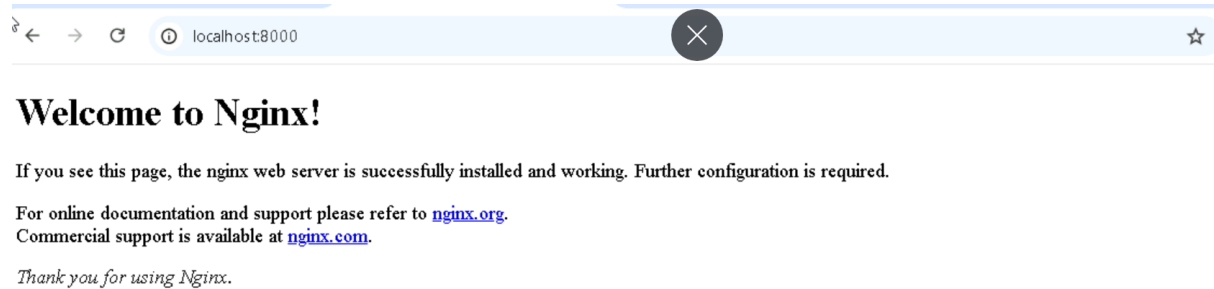 localhost:8000
Welcome to Nginx!
If you see this page, the nginx web server is successfully installed and working. Further configuration is required.
For online documentation and support please refer to nginx.org.
Commercial support is available at nginx.com.
Thank you for using Nginx.